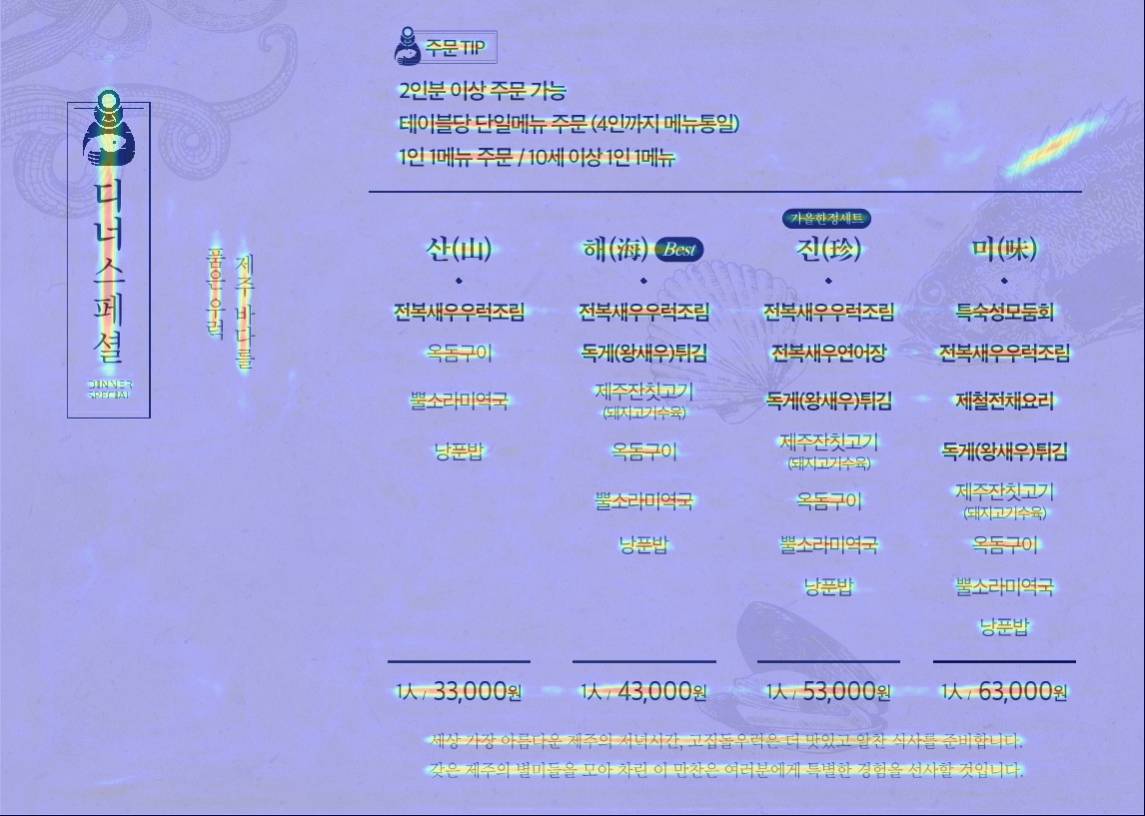 주문 TIP
2인분 이상 주문 가능
테이블당 단일메뉴 주문 (4인까지 메뉴통일)
1인 1메뉴 주문 / 10세 이상 1인 1메뉴
디너스페셜
DINNER
SPECIAL
제주 바다를
품은 우럭
산(山)
전복새우우럭조림
옥돔구이
뿔소라미역국
낭푼밥
1人 / 33,000원
해(海) Best
전복새우우럭조림
독게(왕새우)튀김
제주잔칫고기
(돼지고기수육)
옥돔구이
뿔소라미역국
낭푼밥
1人 / 43,000원
가을한정세트
진(珍)
전복새우우럭조림
전복새우연어장
독게(왕새우)튀김
제주잔칫고기
(돼지고기수육)
옥돔구이
뿔소라미역국
낭푼밥
1人 / 53,000원
미(味)
특숙성모둠회
전복새우우럭조림
제철전채요리
독게(왕새우)튀김
제주잔칫고기
(돼지고기수육)
옥돔구이
뿔소라미역국
낭푼밥
1人 / 63,000원
세상 가장 아름다운 제주의 저녁시간, 고집돌우럭은 더 맛있고 알찬 식사를 준비합니다.
갖은 제주의 별미들을 모아 차린 이 만찬은 여러분에게 특별한 경험을 선사할 것입니다.